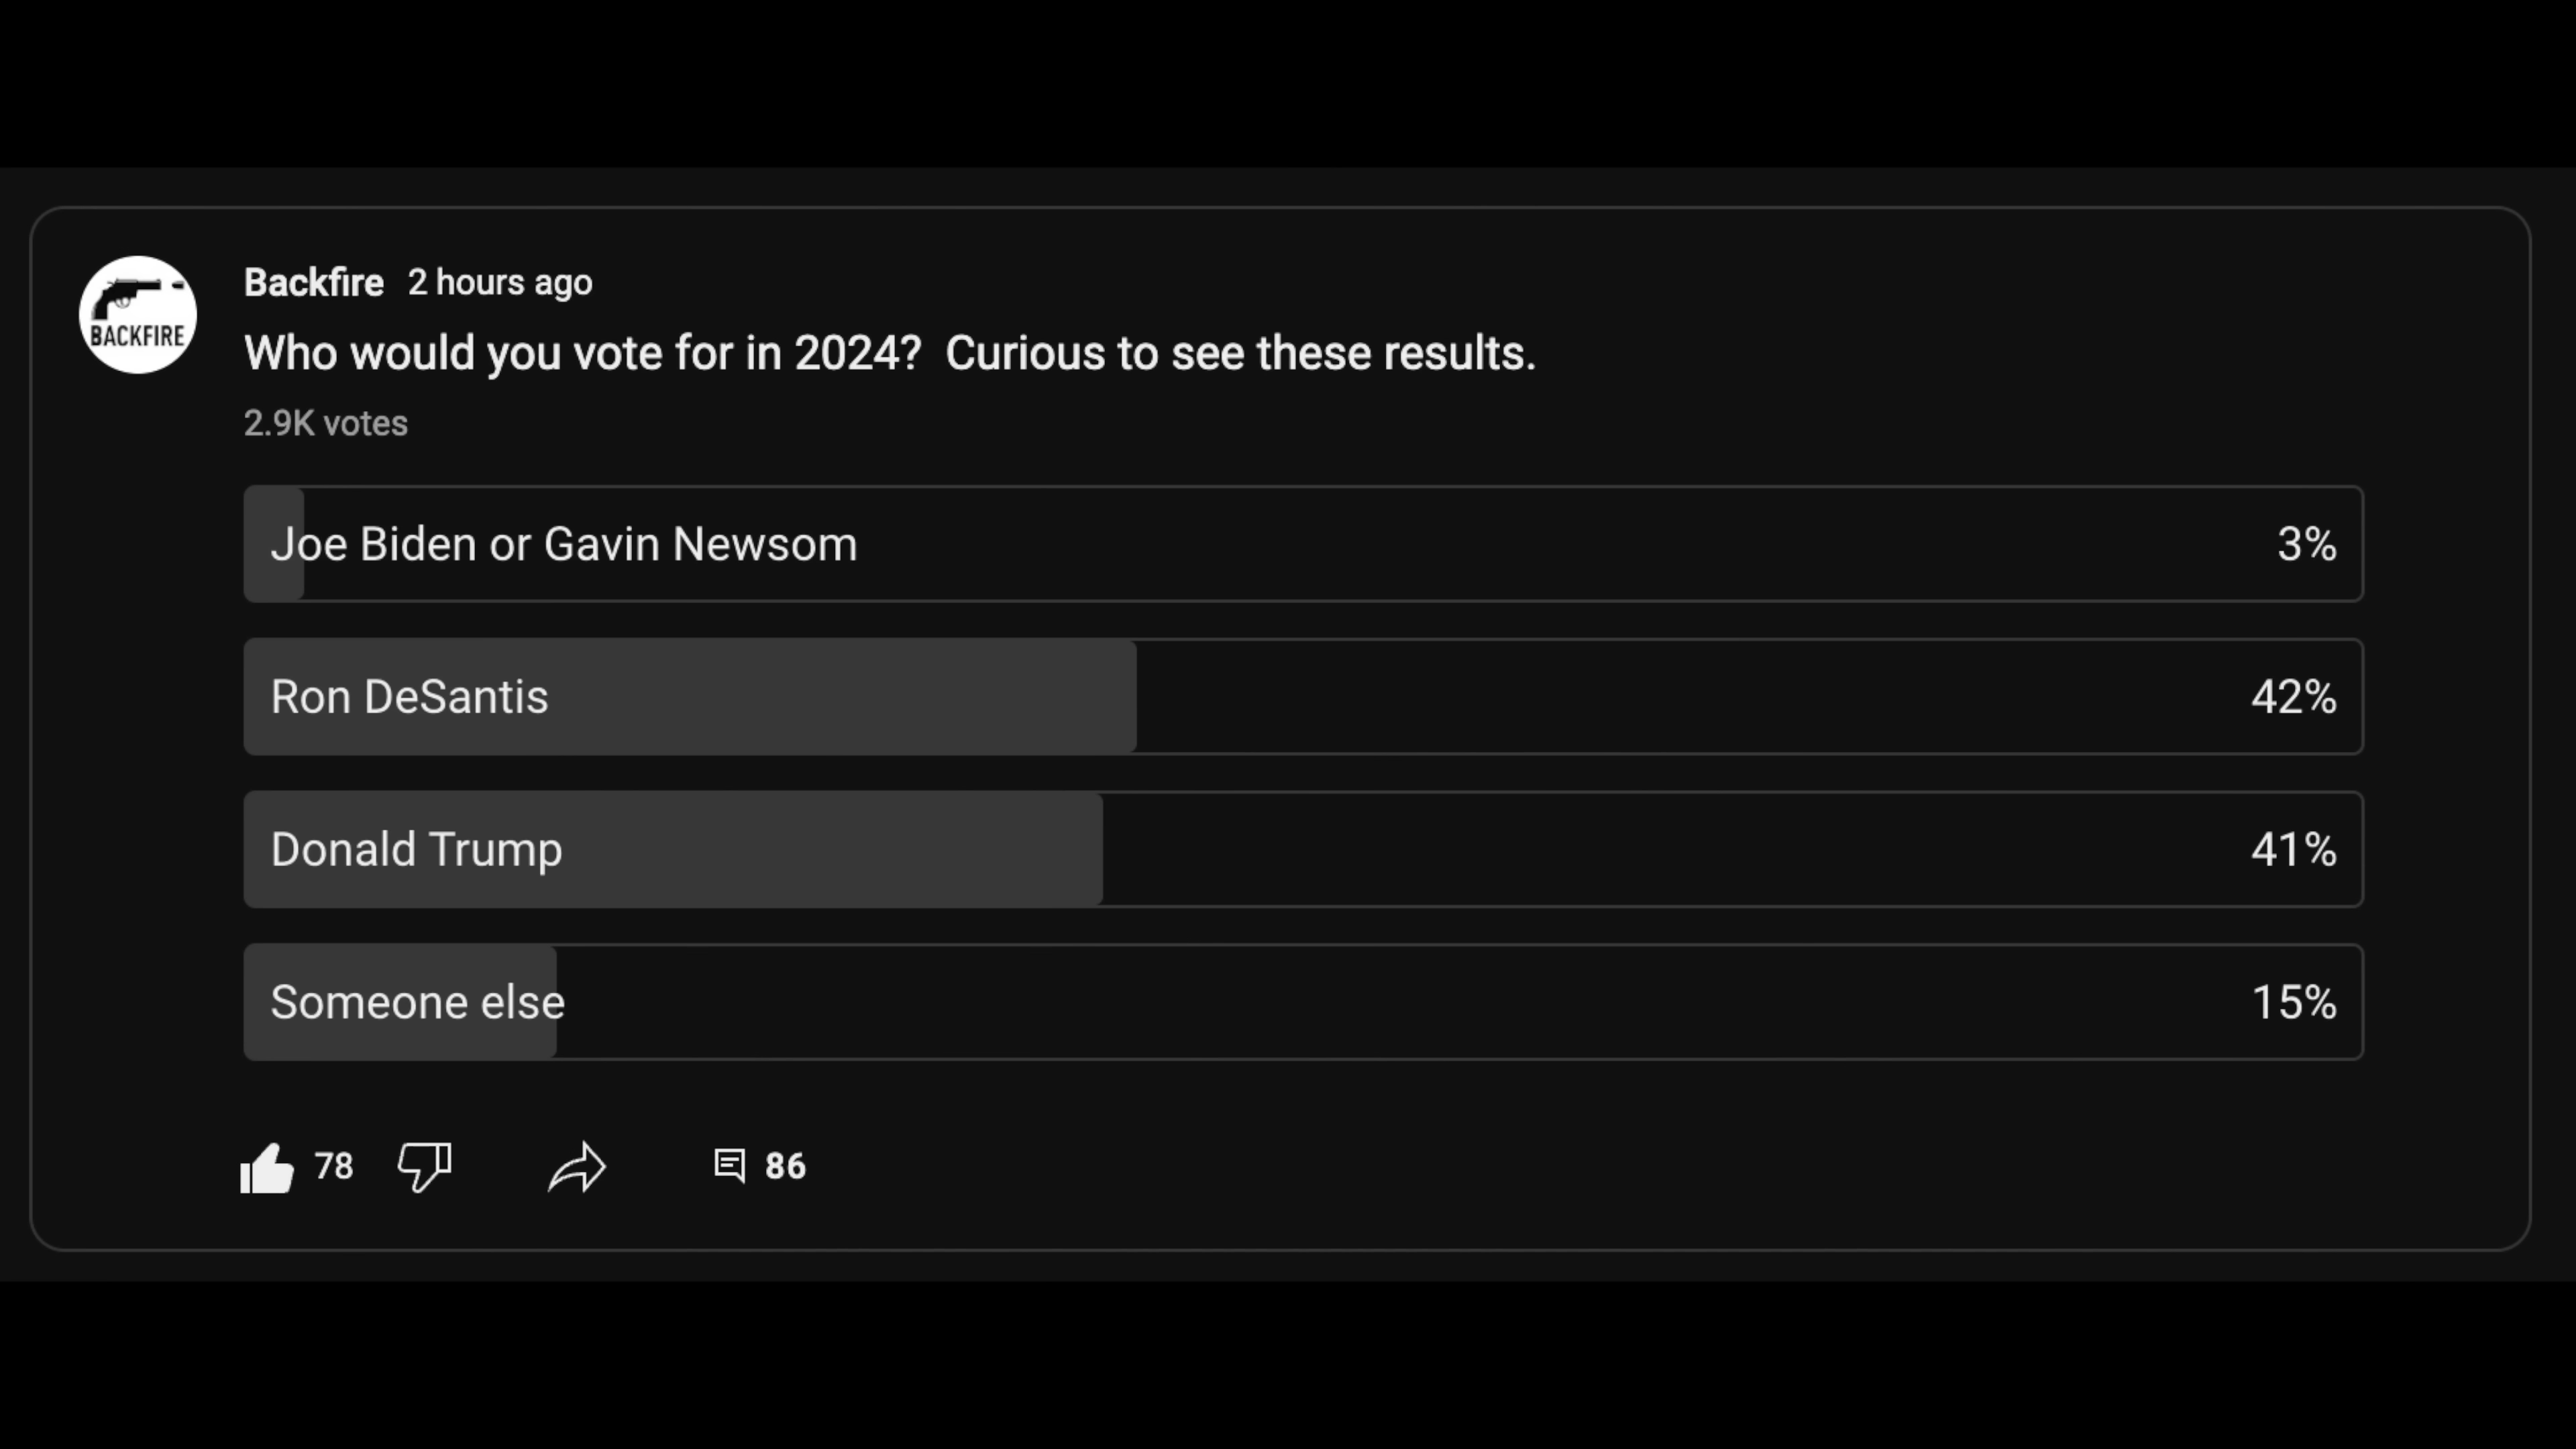 BACKFIRE
Backfire 2 hours ago
Who would you vote for in 2024? Curious to see these results.
2.9K votes
Joe Biden or Gavin Newsom 3%
Ron DeSantis 42%
Donald Trump 41%
Someone else 15%
78 86